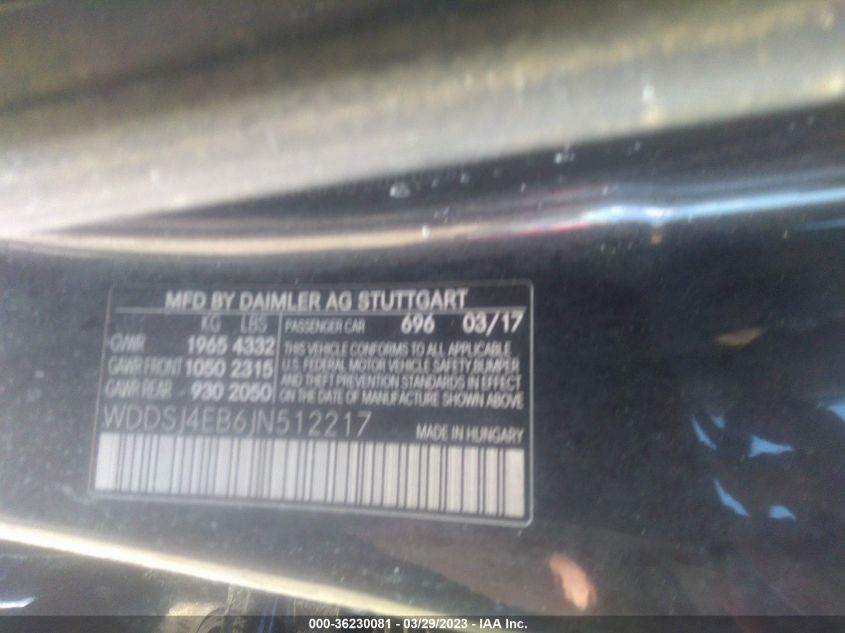 MFD BY DAIMLER AG STUTTGART
KG LBS
GVWR 1965 4332
GAWR FRONT 1050 2315
GAWR REAR 930 2050
PASSENGER CAR 696 03/17
THIS VEHICLE CONFORMS TO ALL APPLICABLE
U.S. FEDERAL MOTOR VEHICLE SAFETY BUMPER
AND THEFT PREVENTION STANDARDS IN EFFECT
ON THE DATE OF MANUFACTURE SHOWN ABOVE
WDDSJ4EB6JN512217
MADE IN HUNGARY
000-36230081 - 03/29/2023 - IAA Inc.